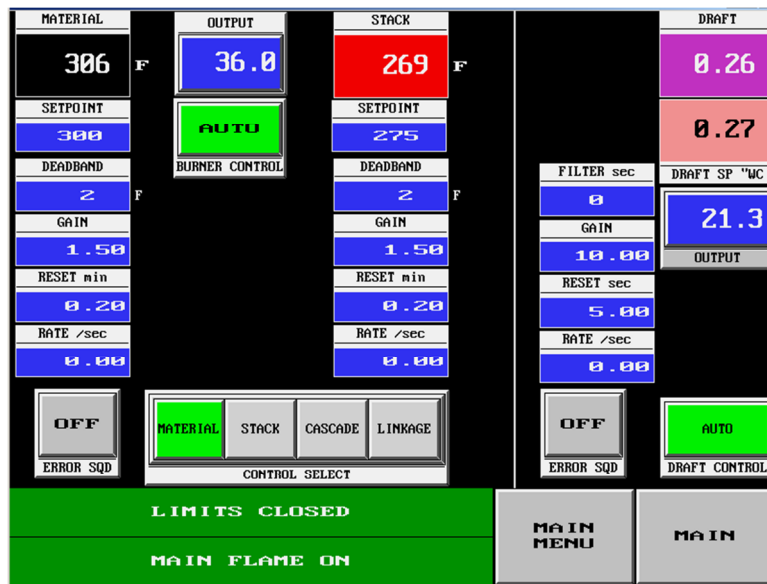 MATERIAL
306 F
SETPOINT
300
DEADBAND
2 F
GAIN
1.50
RESET min
0.20
RATE /sec
0.00
OFF
ERROR SQD
OUTPUT
36.0
AUTO
BURNER CONTROL
STACK
269 F
SETPOINT
275
DEADBAND
2 F
GAIN
1.50
RESET min
0.20
RATE /sec
0.00
MATERIAL STACK CASCADE LINKAGE
CONTROL SELECT
FILTER sec
0
GAIN
10.00
RESET sec
5.00
RATE /sec
0.00
OFF
ERROR SQD
DRAFT
0.26
0.27
DRAFT SP "WC
21.3
OUTPUT
AUTO
DRAFT CONTROL
LIMITS CLOSED
MAIN FLAME ON
MAIN
MENU
MAIN